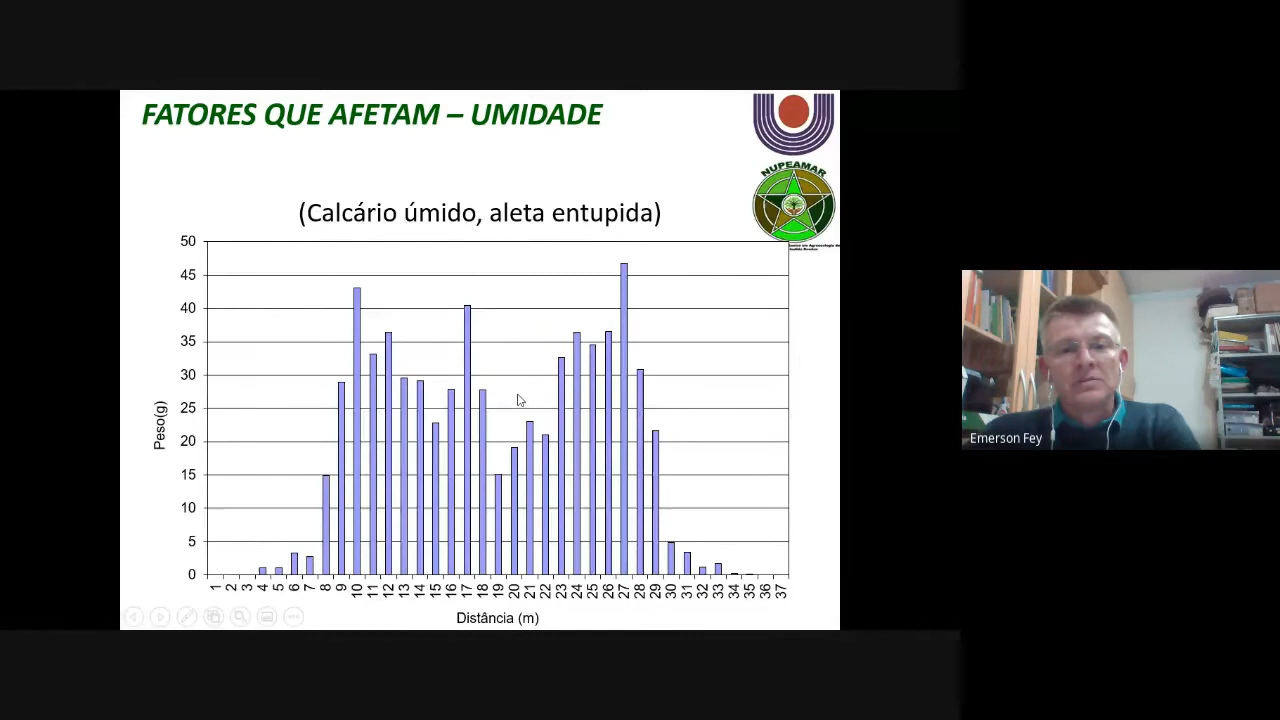 FATORES QUE AFETAM – UMIDADE
NUPEAMAR
(Calcário úmido, aleta entupida)
50
45
40
35
30
25
20
15
10
5
0
Peso(g)
1 2 3 4 5 6 7 8 9 10 11 12 13 14 15 16 17 18 19 20 21 22 23 24 25 26 27 28 29 30 31 32 33 34 35 36 37
Distância (m)
Emerson Fey